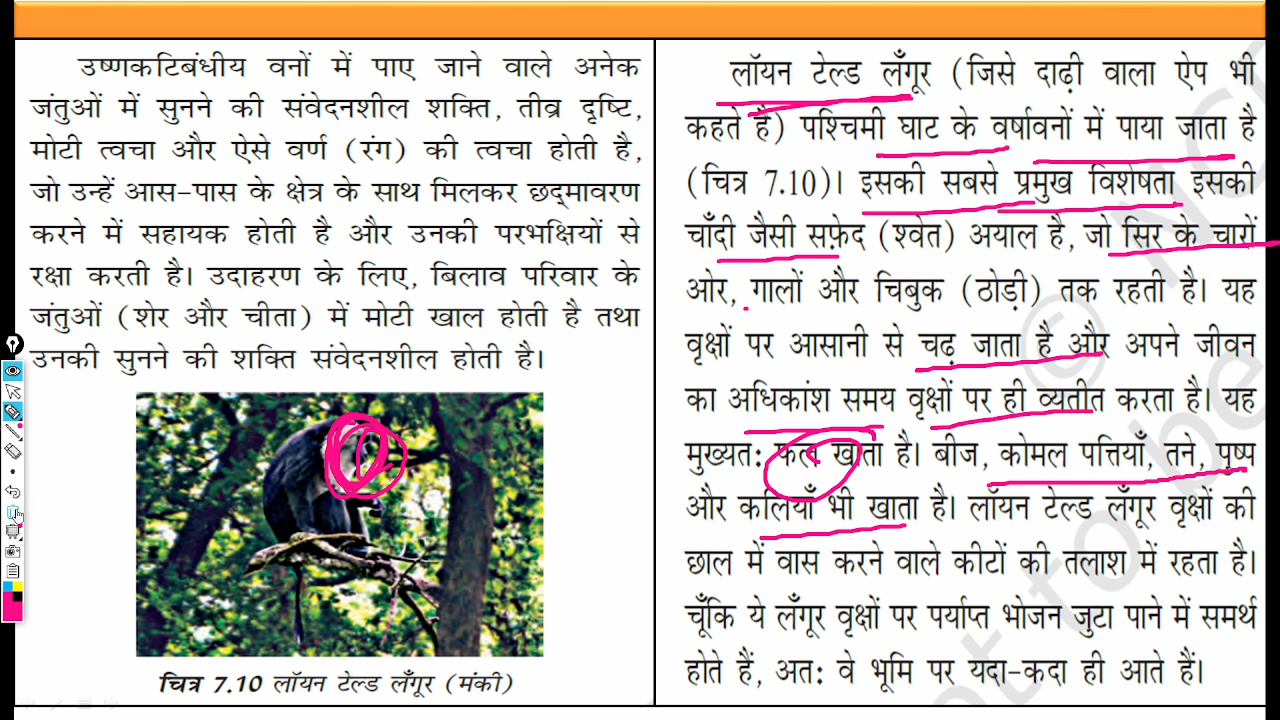 उष्णकटिबंधीय वनों में पाए जाने वाले अनेक
जंतुओं में सुनने की संवेदनशील शक्ति, तीव्र दृष्टि,
मोटी त्वचा और ऐसे वर्ण (रंग) की त्वचा होती है,
जो उन्हें आस-पास के क्षेत्र के साथ मिलकर छद्मावरण
करने में सहायक होती है और उनकी परभक्षियों से
रक्षा करती है। उदाहरण के लिए, बिलाव परिवार के
जंतुओं (शेर और चीता) में मोटी खाल होती है तथा
उनकी सुनने की शक्ति संवेदनशील होती है।
चित्र 7.10 लॉयन टेल्ड लँगूर (मंकी)
लॉयन टेल्ड लँगूर (जिसे दाढ़ी वाला ऐप भी
कहते है) पश्चिमी घाट के वर्षावनों में पाया जाता है
(चित्र 7.10)। इसकी सबसे प्रमुख विशेषता इसकी
चाँदी जैसी सफ़ेद (श्वेत) अयाल है, जो सिर के चारों
ओर, गालों और चिबुक (ठोड़ी) तक रहती है। यह
वृक्षों पर आसानी से चढ़ जाता है और अपने जीवन
का अधिकांश समय वृक्षों पर ही व्यतीत करता है। यह
मुख्यत: फल खाता है। बीज, कोमल पत्तियाँ, तने, पुष्प
और कलियाँ भी खाता है। लॉयन टेल्ड लँगूर वृक्षों की
छाल में वास करने वाले कीटों की तलाश में रहता है।
चूँकि ये लँगूर वृक्षों पर पर्याप्त भोजन जुटा पाने में समर्थ
होते हैं, अत: वे भूमि पर यदा-कदा ही आते हैं।